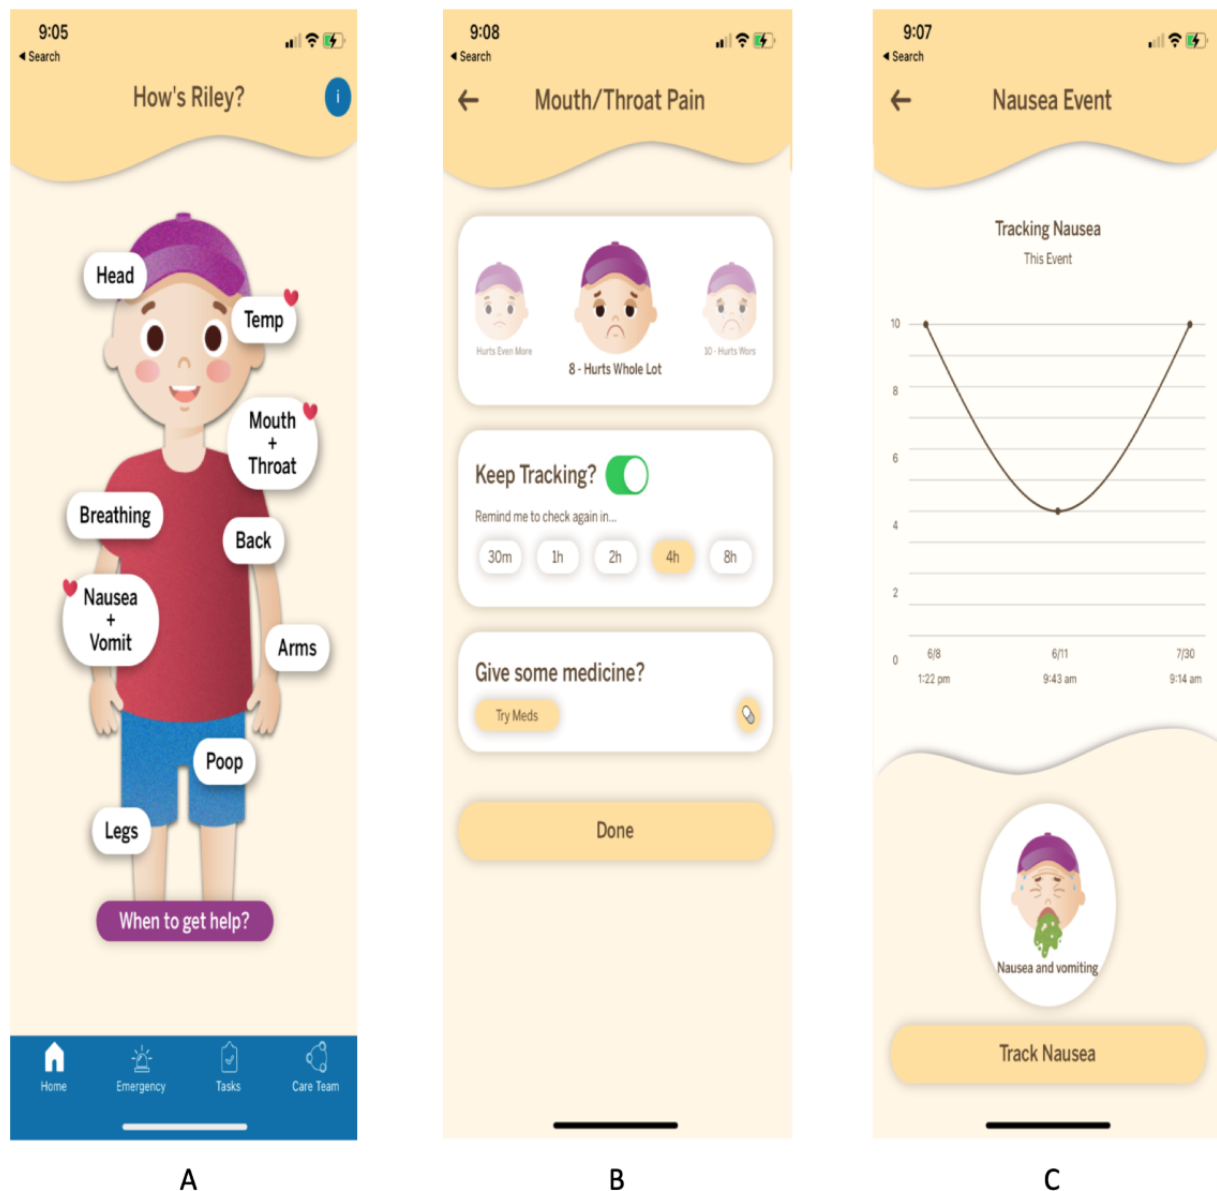 9:05
◀ Search
How's Riley?
i
Head
Temp
Mouth
+
Throat
Breathing
Back
Nausea
+
Vomit
Arms
Poop
Legs
When to get help?
Home
Emergency
Tasks
Care Team
A
9:08
◀ Search
Mouth/Throat Pain
Hurts Even More
8 - Hurts Whole Lot
10 - Hurts Wors
Keep Tracking?
Remind me to check again in...
30m 1h 2h 4h 8h
Give some medicine?
Try Meds
Done
B
9:07
◀ Search
Nausea Event
Tracking Nausea
This Event
10
8
6
4
2
0
6/8 6/11 7/30
1:22 pm 9:43 am 9:14 am
Nausea and vomiting
Track Nausea
C